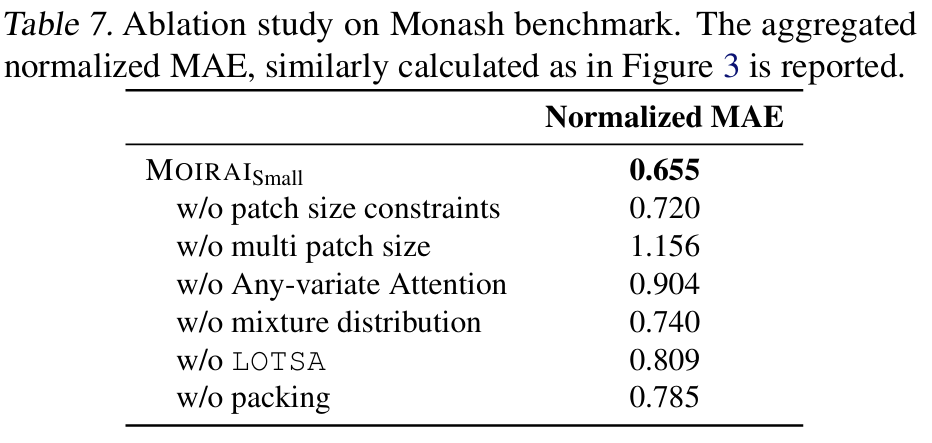 Table 7. Ablation study on Monash benchmark. The aggregated
normalized MAE, similarly calculated as in Figure 3 is reported.
Normalized MAE
MOIRAISmall 0.655
w/o patch size constraints 0.720
w/o multi patch size 1.156
w/o Any-variate Attention 0.904
w/o mixture distribution 0.740
w/o LOTSA 0.809
w/o packing 0.785